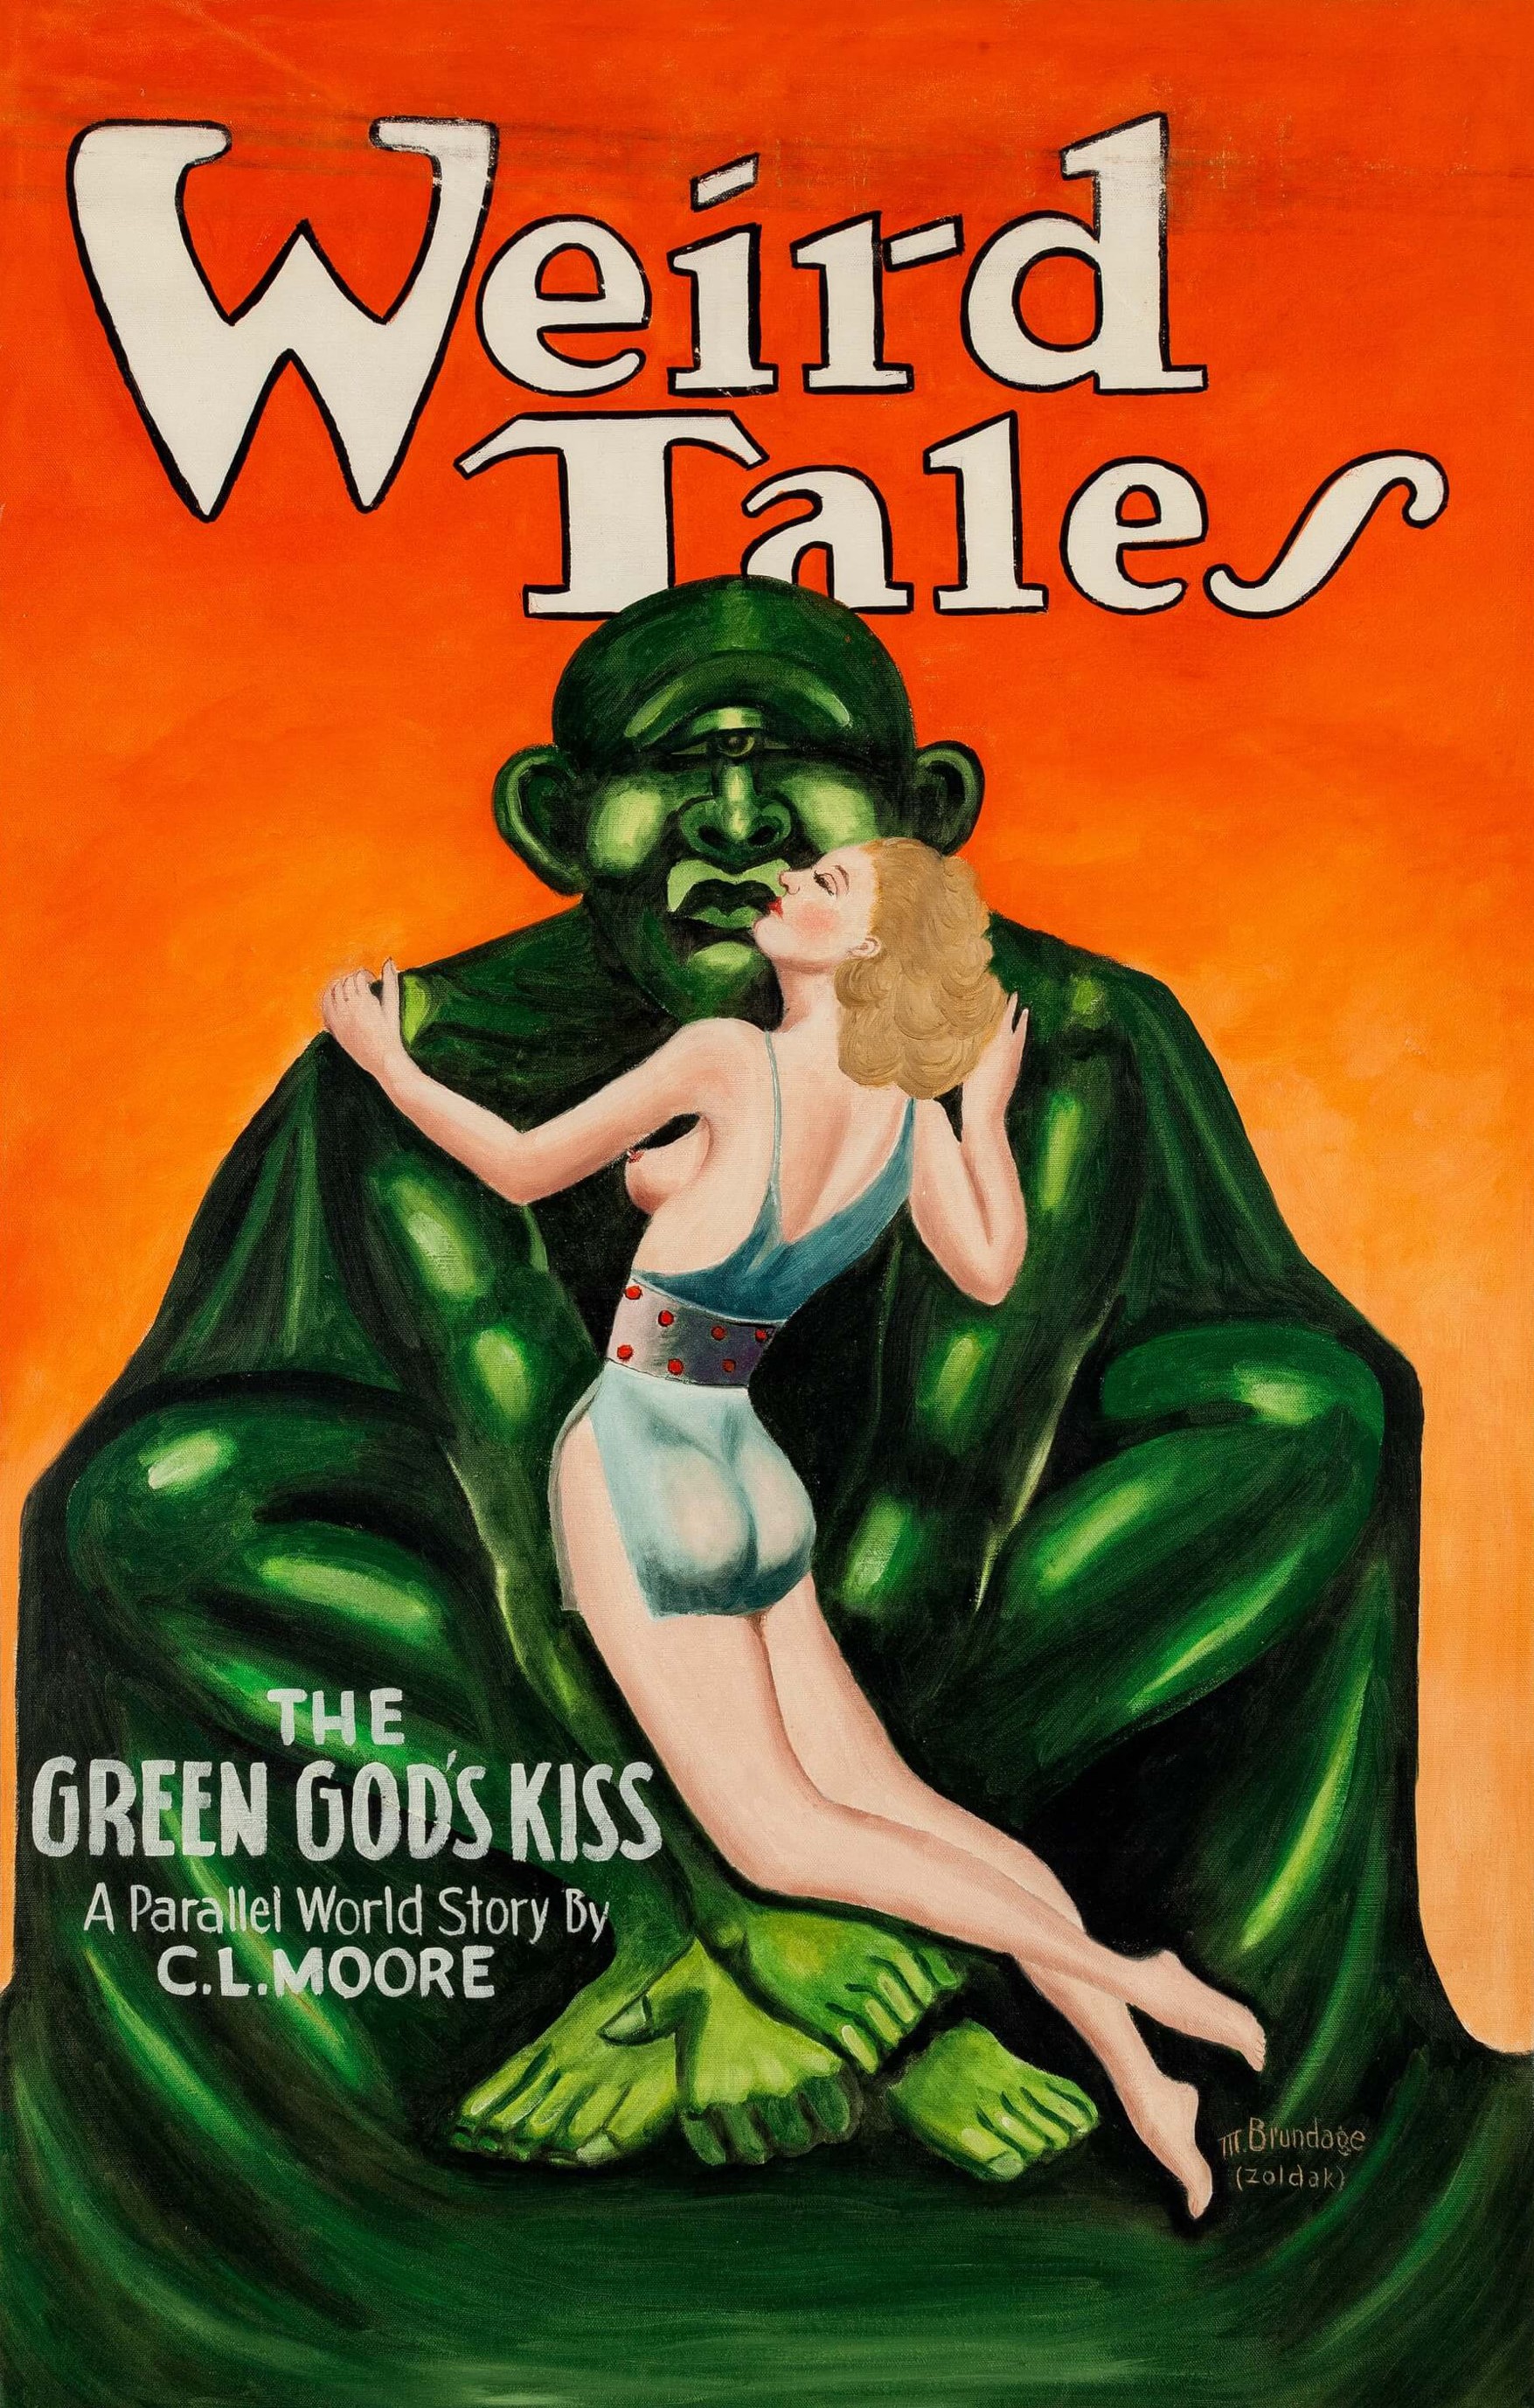 Weird
Tales
THE
GREEN GOD'S KISS
A Parallel World Story By
C.L.MOORE
M.Brundage
(Zoldak)